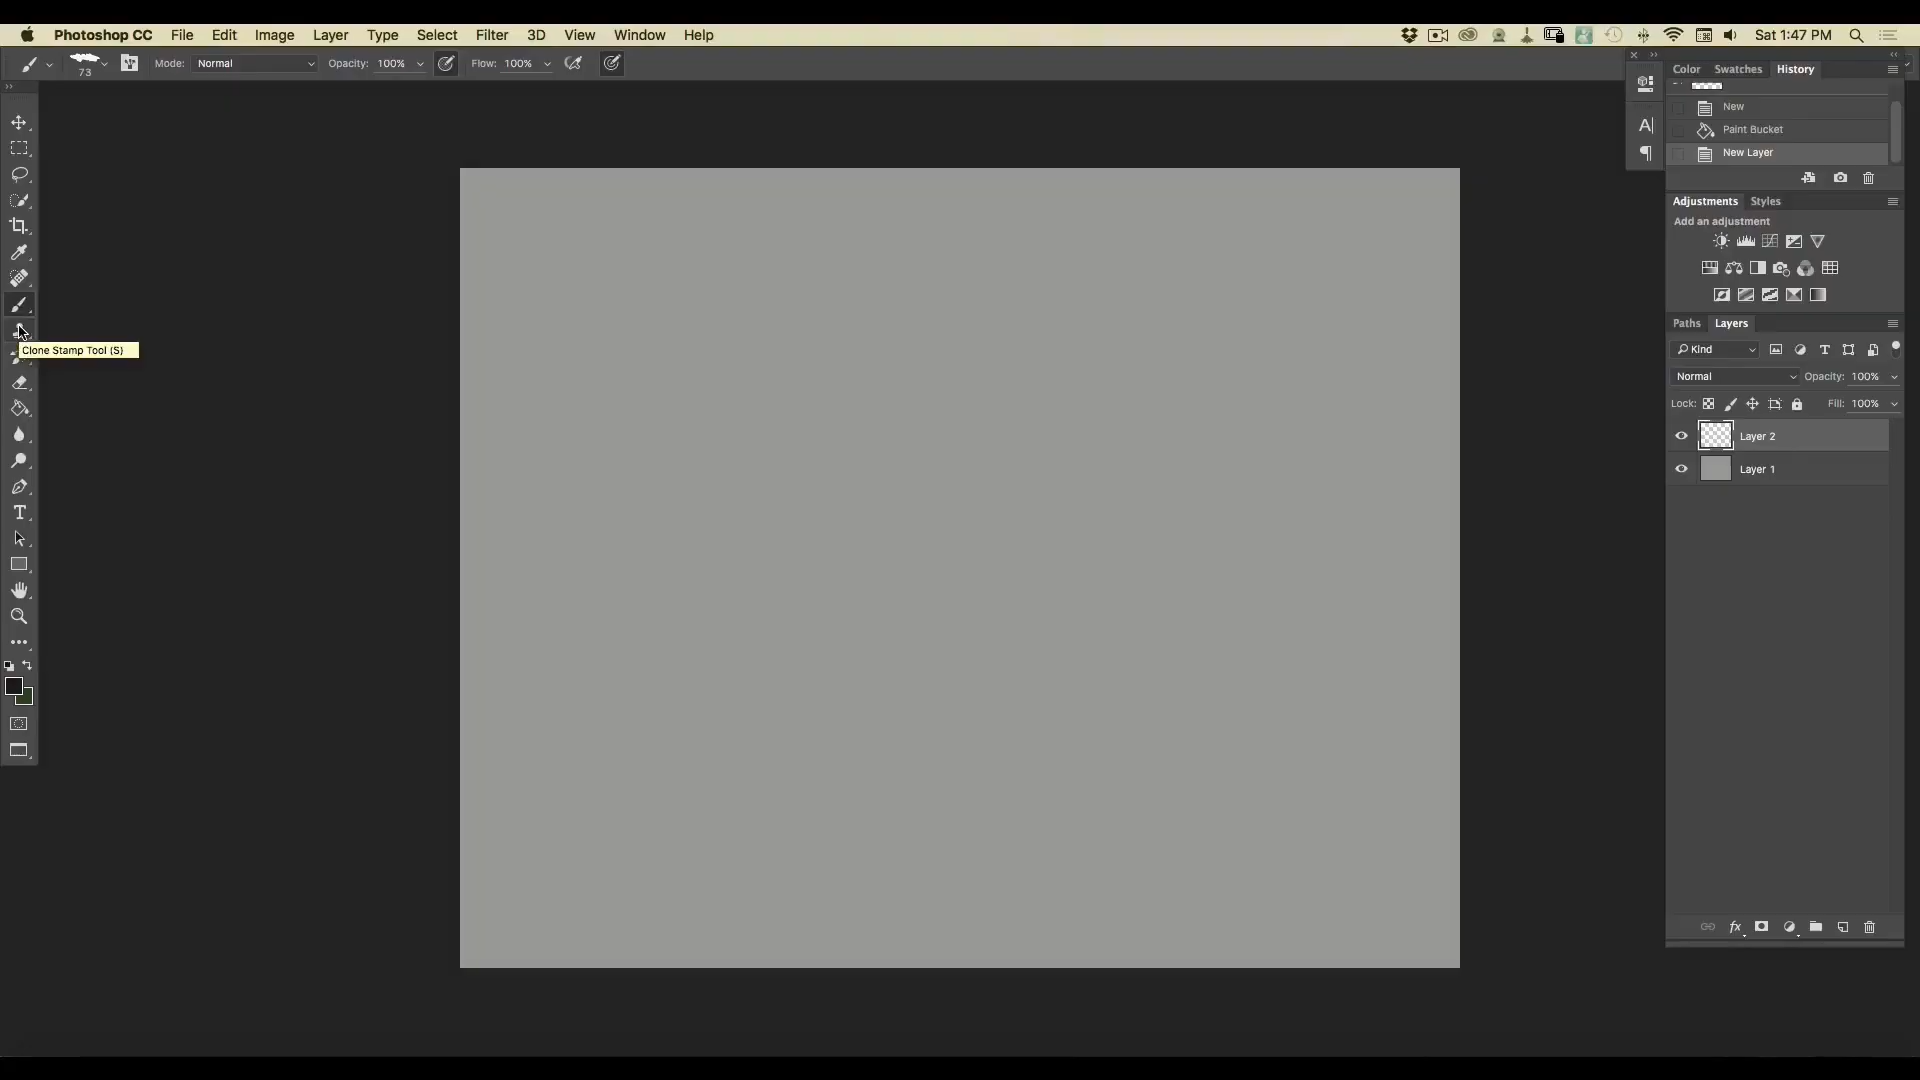 Photoshop CC File Edit Image Layer Type Select Filter 3D View Window Help Sat 1:47 PM
73 Mode: Normal Opacity: 100% Flow: 100%
Color Swatches History
New
Paint Bucket
New Layer
Adjustments Styles
Add an adjustment
Paths Layers
Kind
Normal Opacity: 100%
Lock: Fill: 100%
Layer 2
Layer 1
Clone Stamp Tool (S)